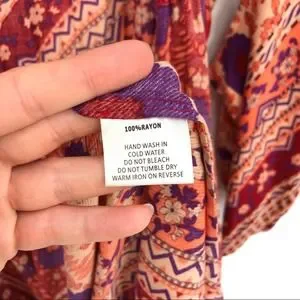 100%RAYON
HAND WASH IN
COLD WATER
DO NOT BLEACH
DO NOT TUMBLE DRY
WARM IRON ON REVERSE